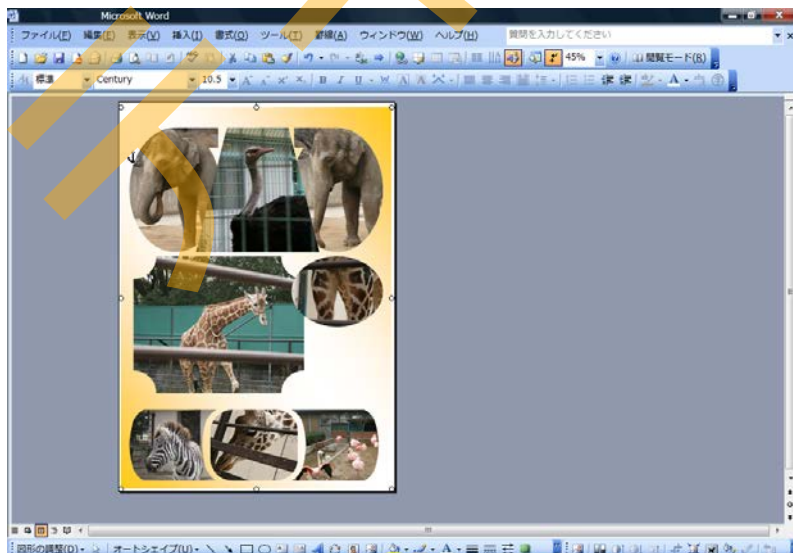 Microsoft Word
ファイル(F) 編集(E) 表示(V) 挿入(I) 書式(O) ツール(T) 罫線(A) ウィンドウ(W) ヘルプ(H) 質問を入力してください
45% 閲覧モード(R)
標準 Century 10.5 B I U
図形の調整(D) オートシェイプ(U)